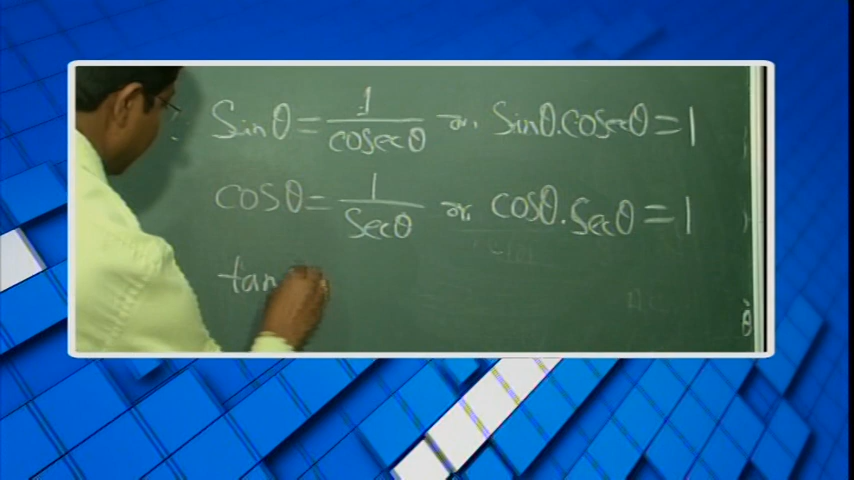 Sinθ = 1/cosecθ or, Sinθ.cosecθ = 1
cosθ = 1/Secθ or, cosθ.Secθ = 1
tan